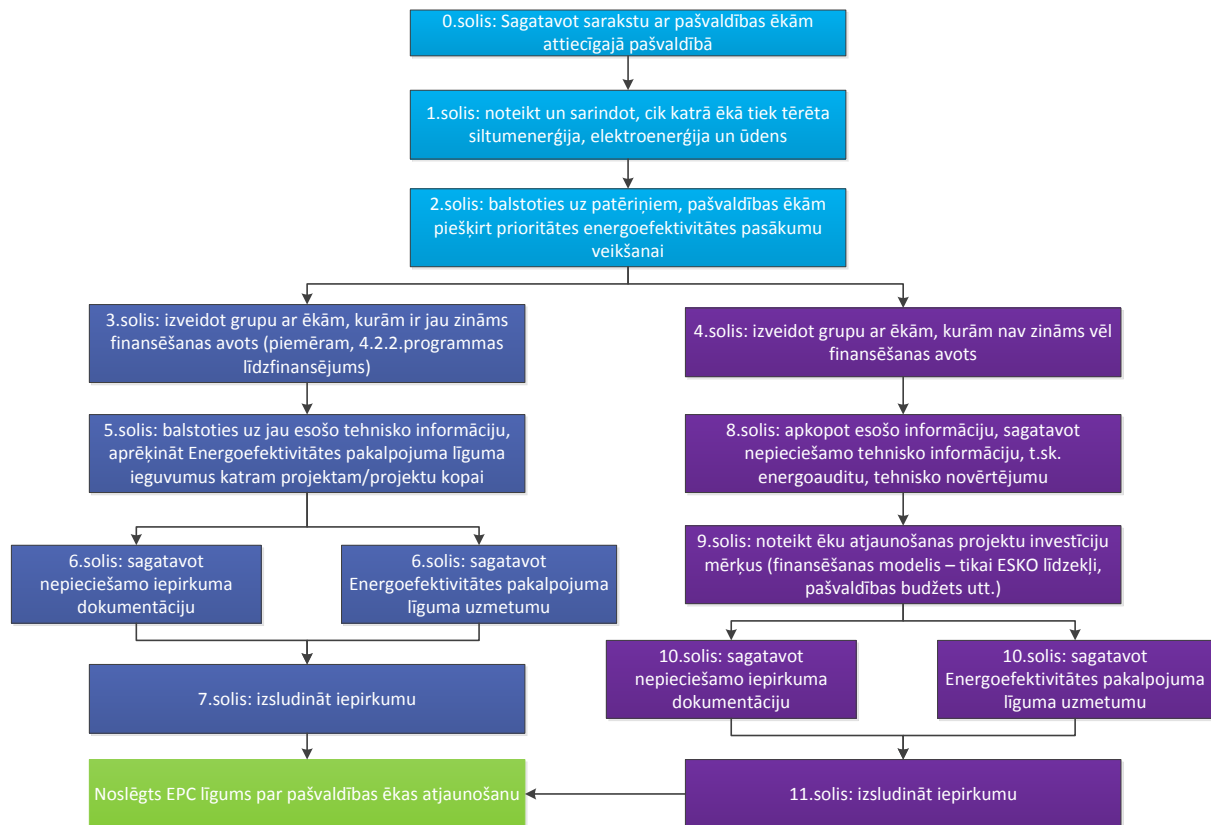 0.solis: Sagatavot sarakstu ar pašvaldības ēkām
attiecīgajā pašvaldībā
1.solis: noteikt un sarindot, cik katrā ēkā tiek tērēta
siltumenerģija, elektroenerģija un ūdens
2.solis: balstoties uz patēriņiem, pašvaldības ēkām
piešķirt prioritātes energoefektivitātes pasākumu
veikšanai
3.solis: izveidot grupu ar ēkām, kurām ir jau zināms
finansēšanas avots (piemēram, 4.2.2.programmas
līdzfinansējums)
4.solis: izveidot grupu ar ēkām, kurām nav zināms vēl
finansēšanas avots
5.solis: balstoties uz jau esošo tehnisko informāciju,
aprēķināt Energoefektivitātes pakalpojuma līguma
ieguvumus katram projektam/projektu kopai
8.solis: apkopot esošo informāciju, sagatavot
nepieciešamo tehnisko informāciju, t.sk.
energoauditu, tehnisko novērtējumu
6.solis: sagatavot
nepieciešamo iepirkuma
dokumentāciju
6.solis: sagatavot
Energoefektivitātes pakalpojuma
līguma uzmetumu
9.solis: noteikt ēku atjaunošanas projektu investīciju
mērķus (finansēšanas modelis – tikai ESKO līdzekļi,
pašvaldības budžets utt.)
10.solis: sagatavot
nepieciešamo iepirkuma
dokumentāciju
10.solis: sagatavot
Energoefektivitātes pakalpojuma
līguma uzmetumu
7.solis: izsludināt iepirkumu
Noslēgts EPC līgums par pašvaldības ēkas atjaunošanu
11.solis: izsludināt iepirkumu